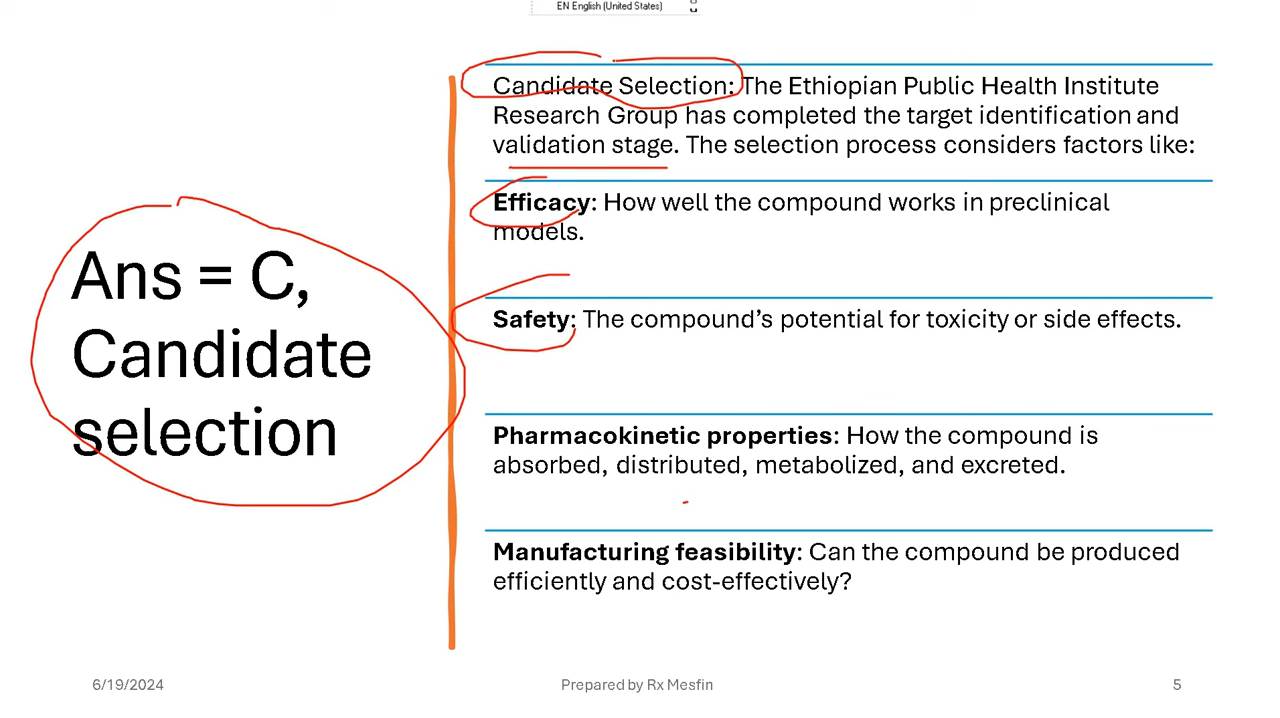 EN English (United States)
Ans = C,
Candidate
selection
Candidate Selection: The Ethiopian Public Health Institute
Research Group has completed the target identification and
validation stage. The selection process considers factors like:
Efficacy: How well the compound works in preclinical
models.
Safety: The compound’s potential for toxicity or side effects.
Pharmacokinetic properties: How the compound is
absorbed, distributed, metabolized, and excreted.
Manufacturing feasibility: Can the compound be produced
efficiently and cost-effectively?
6/19/2024
Prepared by Rx Mesfin
5